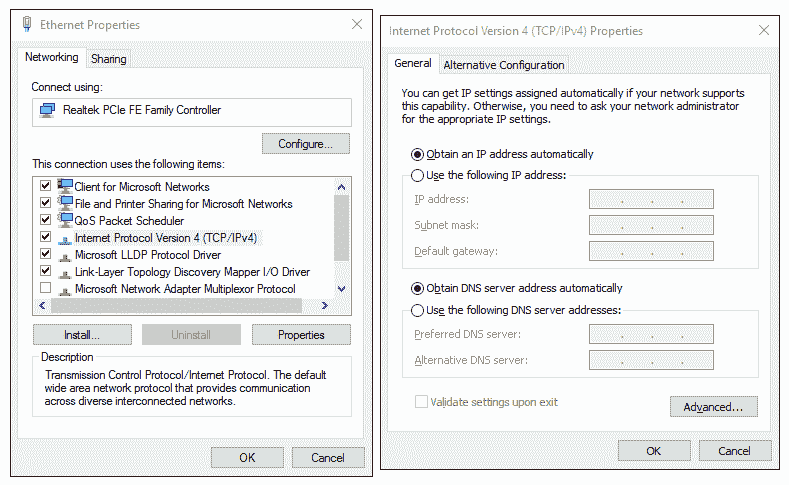 Ethernet Properties
Networking
Sharing
Connect using:
Realtek PCIe FE Family Controller
Configure...
This connection uses the following items:
Client for Microsoft Networks
File and Printer Sharing for Microsoft Networks
QoS Packet Scheduler
Internet Protocol Version 4 (TCP/IPv4)
Microsoft LLDP Protocol Driver
Link-Layer Topology Discovery Mapper I/O Driver
Microsoft Network Adapter Multiplexor Protocol
Install...
Uninstall
Properties
Description
Transmission Control Protocol/Internet Protocol. The default
wide area network protocol that provides communication
across diverse interconnected networks.
OK
Cancel
Internet Protocol Version 4 (TCP/IPv4) Properties
General
Alternative Configuration
You can get IP settings assigned automatically if your network supports
this capability. Otherwise, you need to ask your network administrator
for the appropriate IP settings.
Obtain an IP address automatically
Use the following IP address:
IP address:
Subnet mask:
Default gateway:
Obtain DNS server address automatically
Use the following DNS server addresses:
Preferred DNS server:
Alternative DNS server:
Validate settings upon exit
Advanced...
OK
Cancel